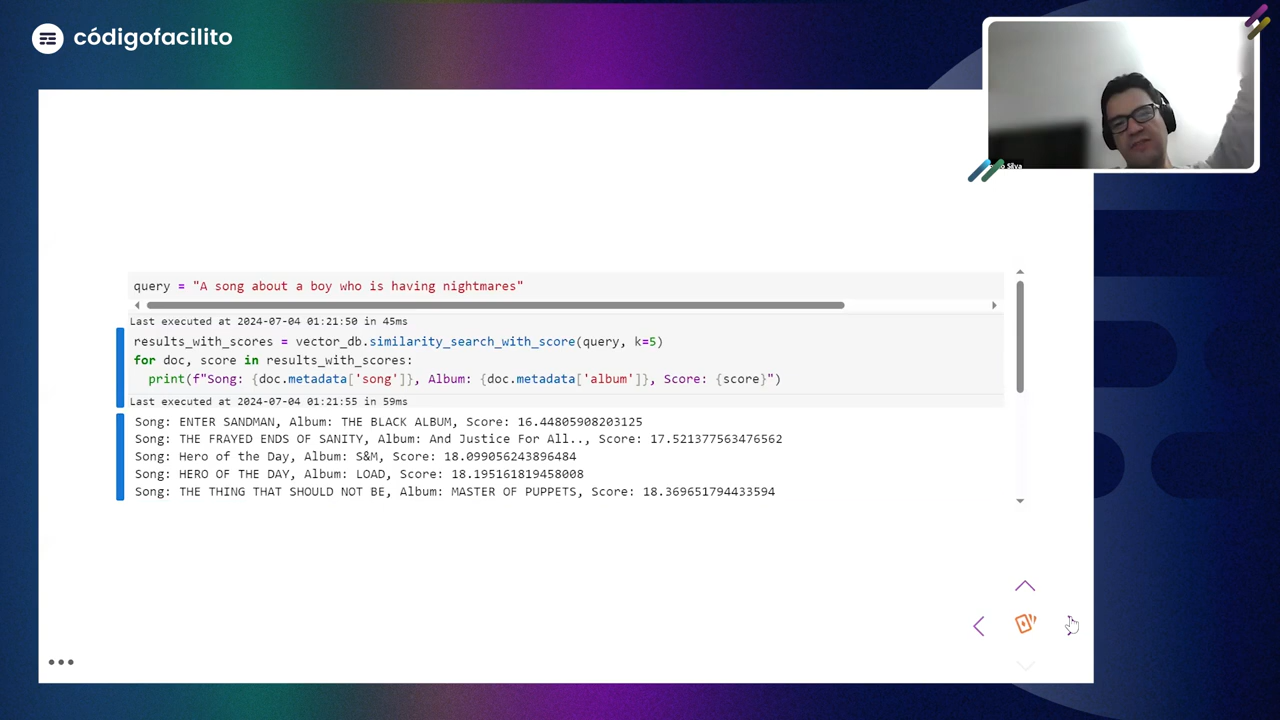 códigofacilito
Silva
query = "A song about a boy who is having nightmares"
Last executed at 2024-07-04 01:21:50 in 45ms
results_with_scores = vector_db.similarity_search_with_score(query, k=5)
for doc, score in results_with_scores:
  print(f"Song: {doc.metadata['song']}, Album: {doc.metadata['album']}, Score: {score}")
Last executed at 2024-07-04 01:21:55 in 59ms
Song: ENTER SANDMAN, Album: THE BLACK ALBUM, Score: 16.44805908203125
Song: THE FRAYED ENDS OF SANITY, Album: And Justice For All.., Score: 17.521377563476562
Song: Hero of the Day, Album: S&M, Score: 18.099056243896484
Song: HERO OF THE DAY, Album: LOAD, Score: 18.195161819458008
Song: THE THING THAT SHOULD NOT BE, Album: MASTER OF PUPPETS, Score: 18.369651794433594